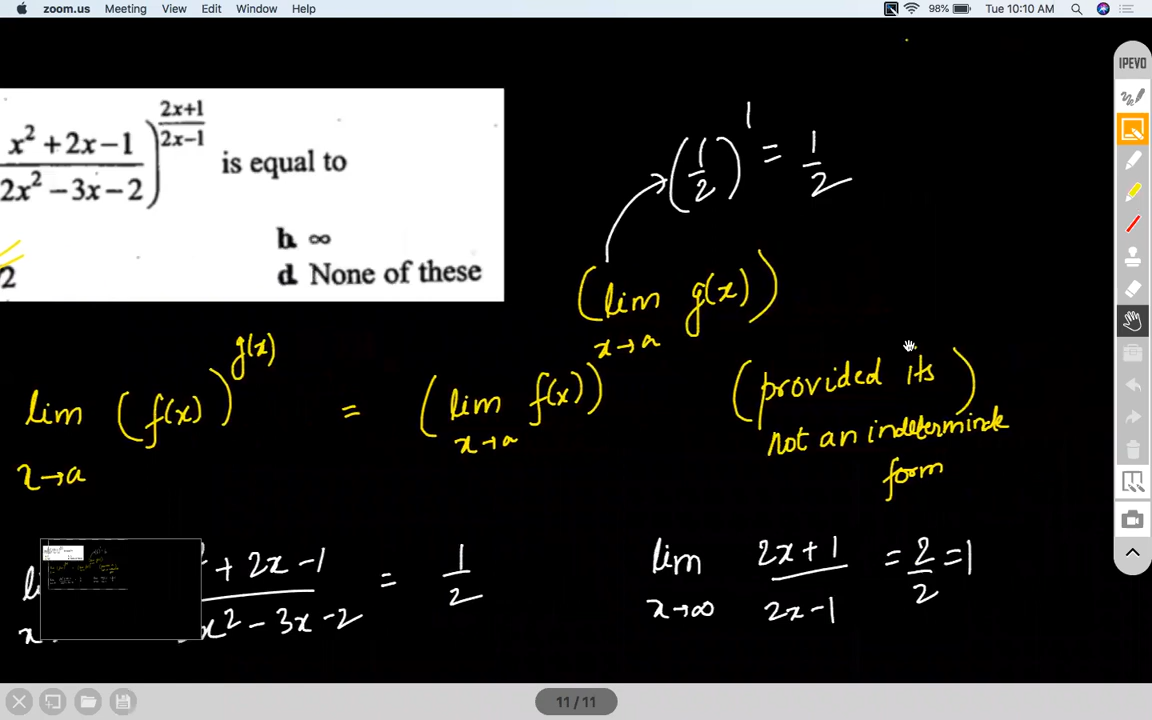 zoom.us Meeting View Edit Window Help 98% Tue 10:10 AM
IPEVO
x² + 2x – 1 / 2x² – 3x – 2 ) 2x+1 / 2x–1 is equal to
2
b. ∞
d. None of these
(1/2)^1 = 1/2
(lim x→a g(x))
lim x→a (f(x))^g(x) = (lim x→a f(x))
(provided its
not an indeterminate
form)
+ 2x – 1 / x² – 3x – 2 = 1/2
lim x→∞ 2x+1 / 2x–1 = 2/2 = 1
11 / 11